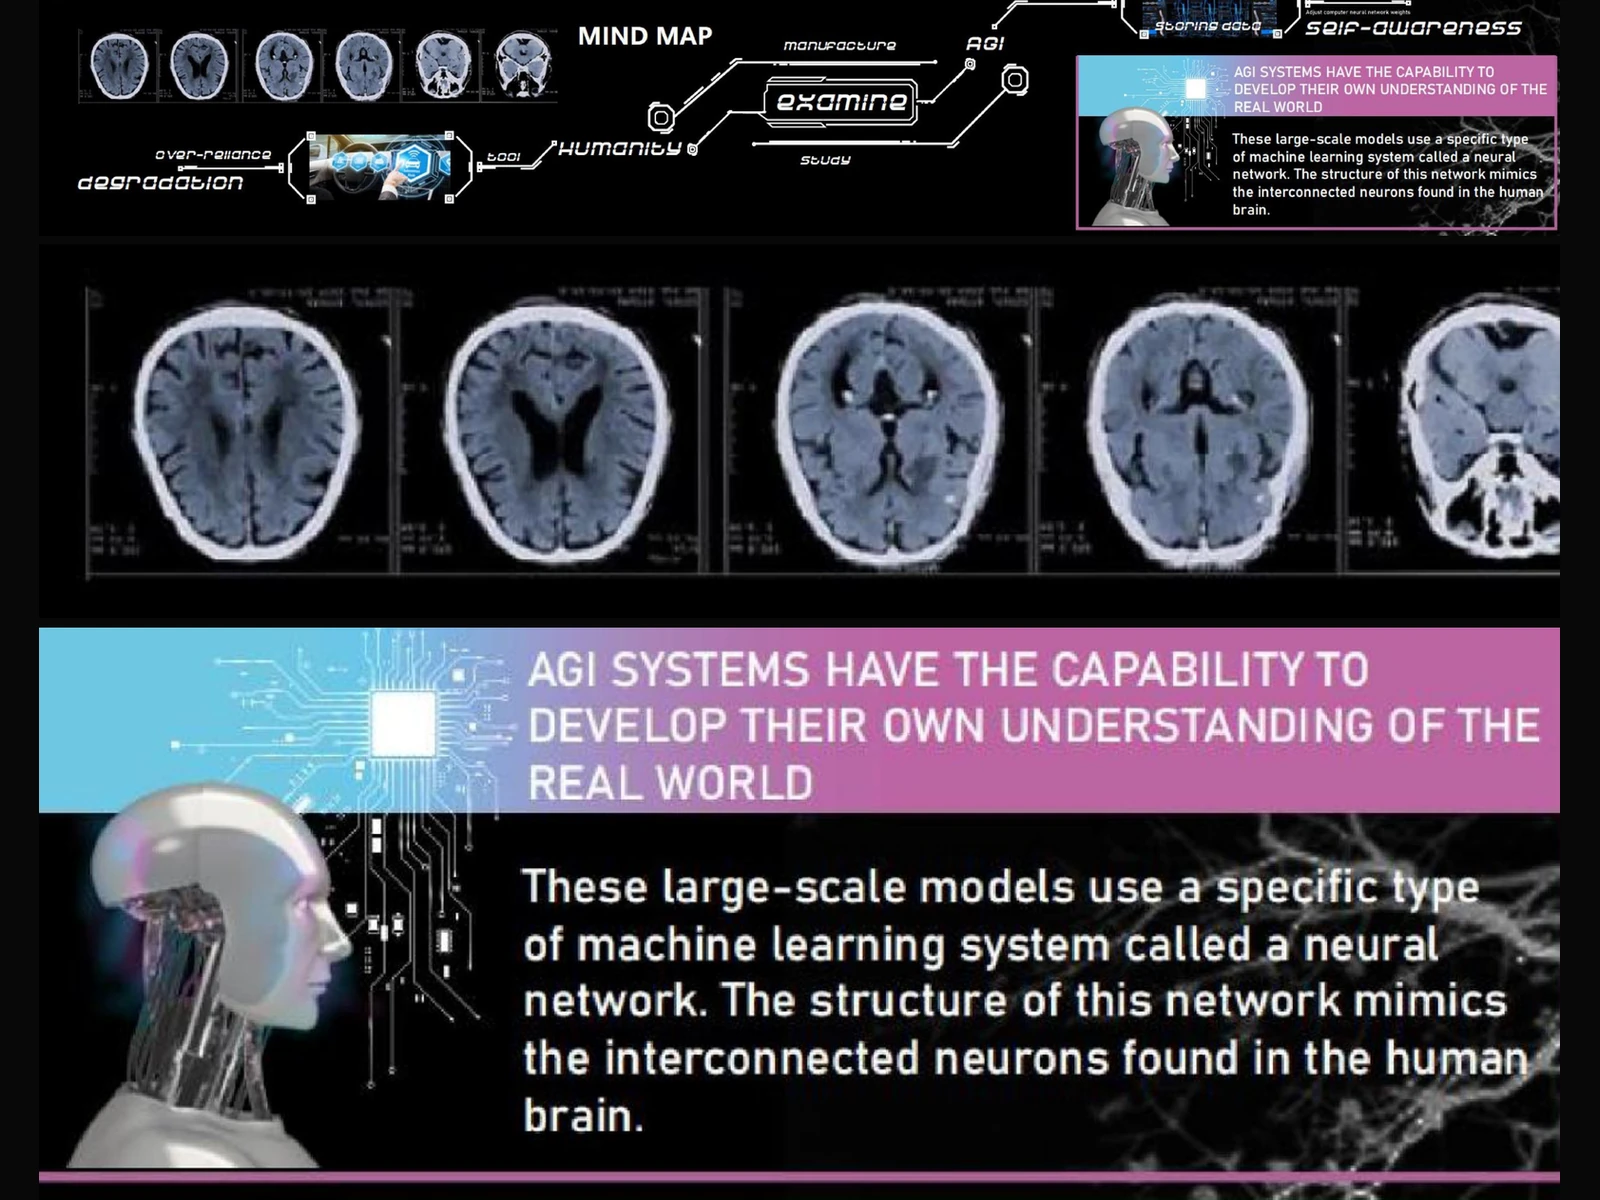 storing data
Adjust computer neural network weights
self-awareness
MIND MAP
manufacture
AGI
examine
over-reliance
tool
Humanity
study
degradation
AGI SYSTEMS HAVE THE CAPABILITY TO
DEVELOP THEIR OWN UNDERSTANDING OF THE
REAL WORLD
These large-scale models use a specific type
of machine learning system called a neural
network. The structure of this network mimics
the interconnected neurons found in the human
brain.
AGI SYSTEMS HAVE THE CAPABILITY TO
DEVELOP THEIR OWN UNDERSTANDING OF THE
REAL WORLD
These large-scale models use a specific type
of machine learning system called a neural
network. The structure of this network mimics
the interconnected neurons found in the human
brain.